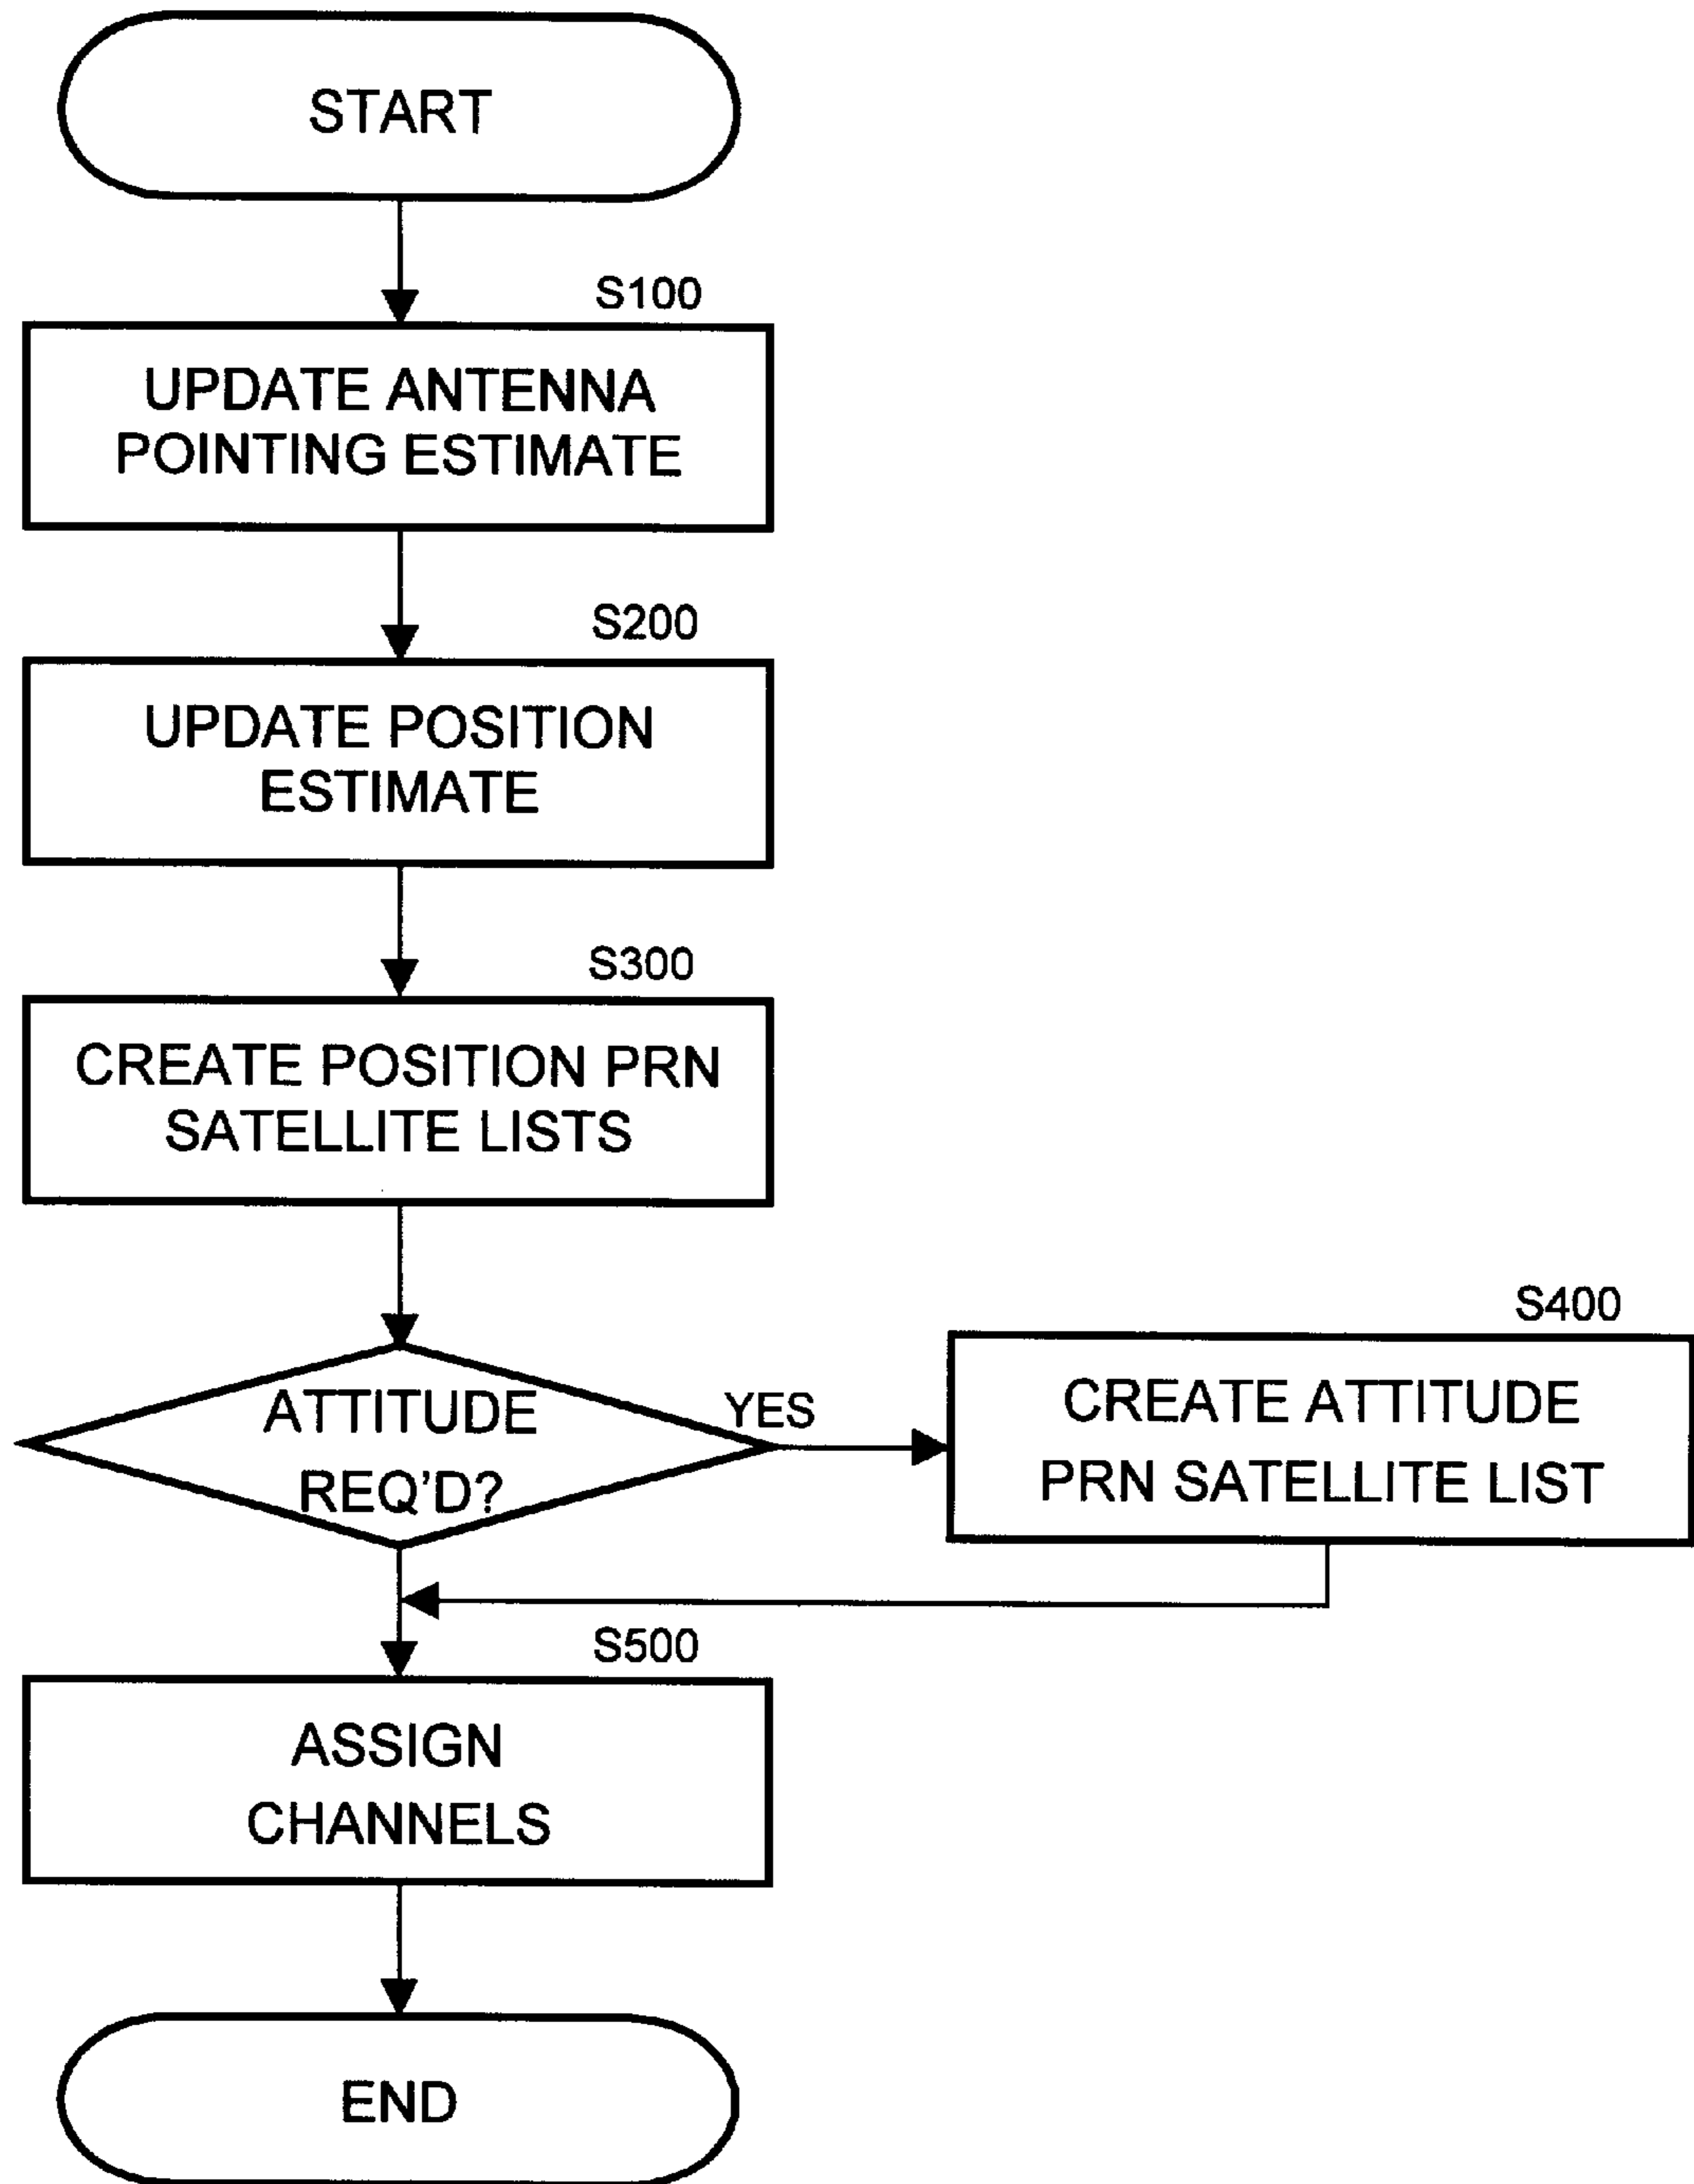 START
S100
UPDATE ANTENNA
POINTING ESTIMATE
S200
UPDATE POSITION
ESTIMATE
S300
CREATE POSITION PRN
SATELLITE LISTS
ATTITUDE
REQ'D?
YES
S400
CREATE ATTITUDE
PRN SATELLITE LIST
S500
ASSIGN
CHANNELS
END